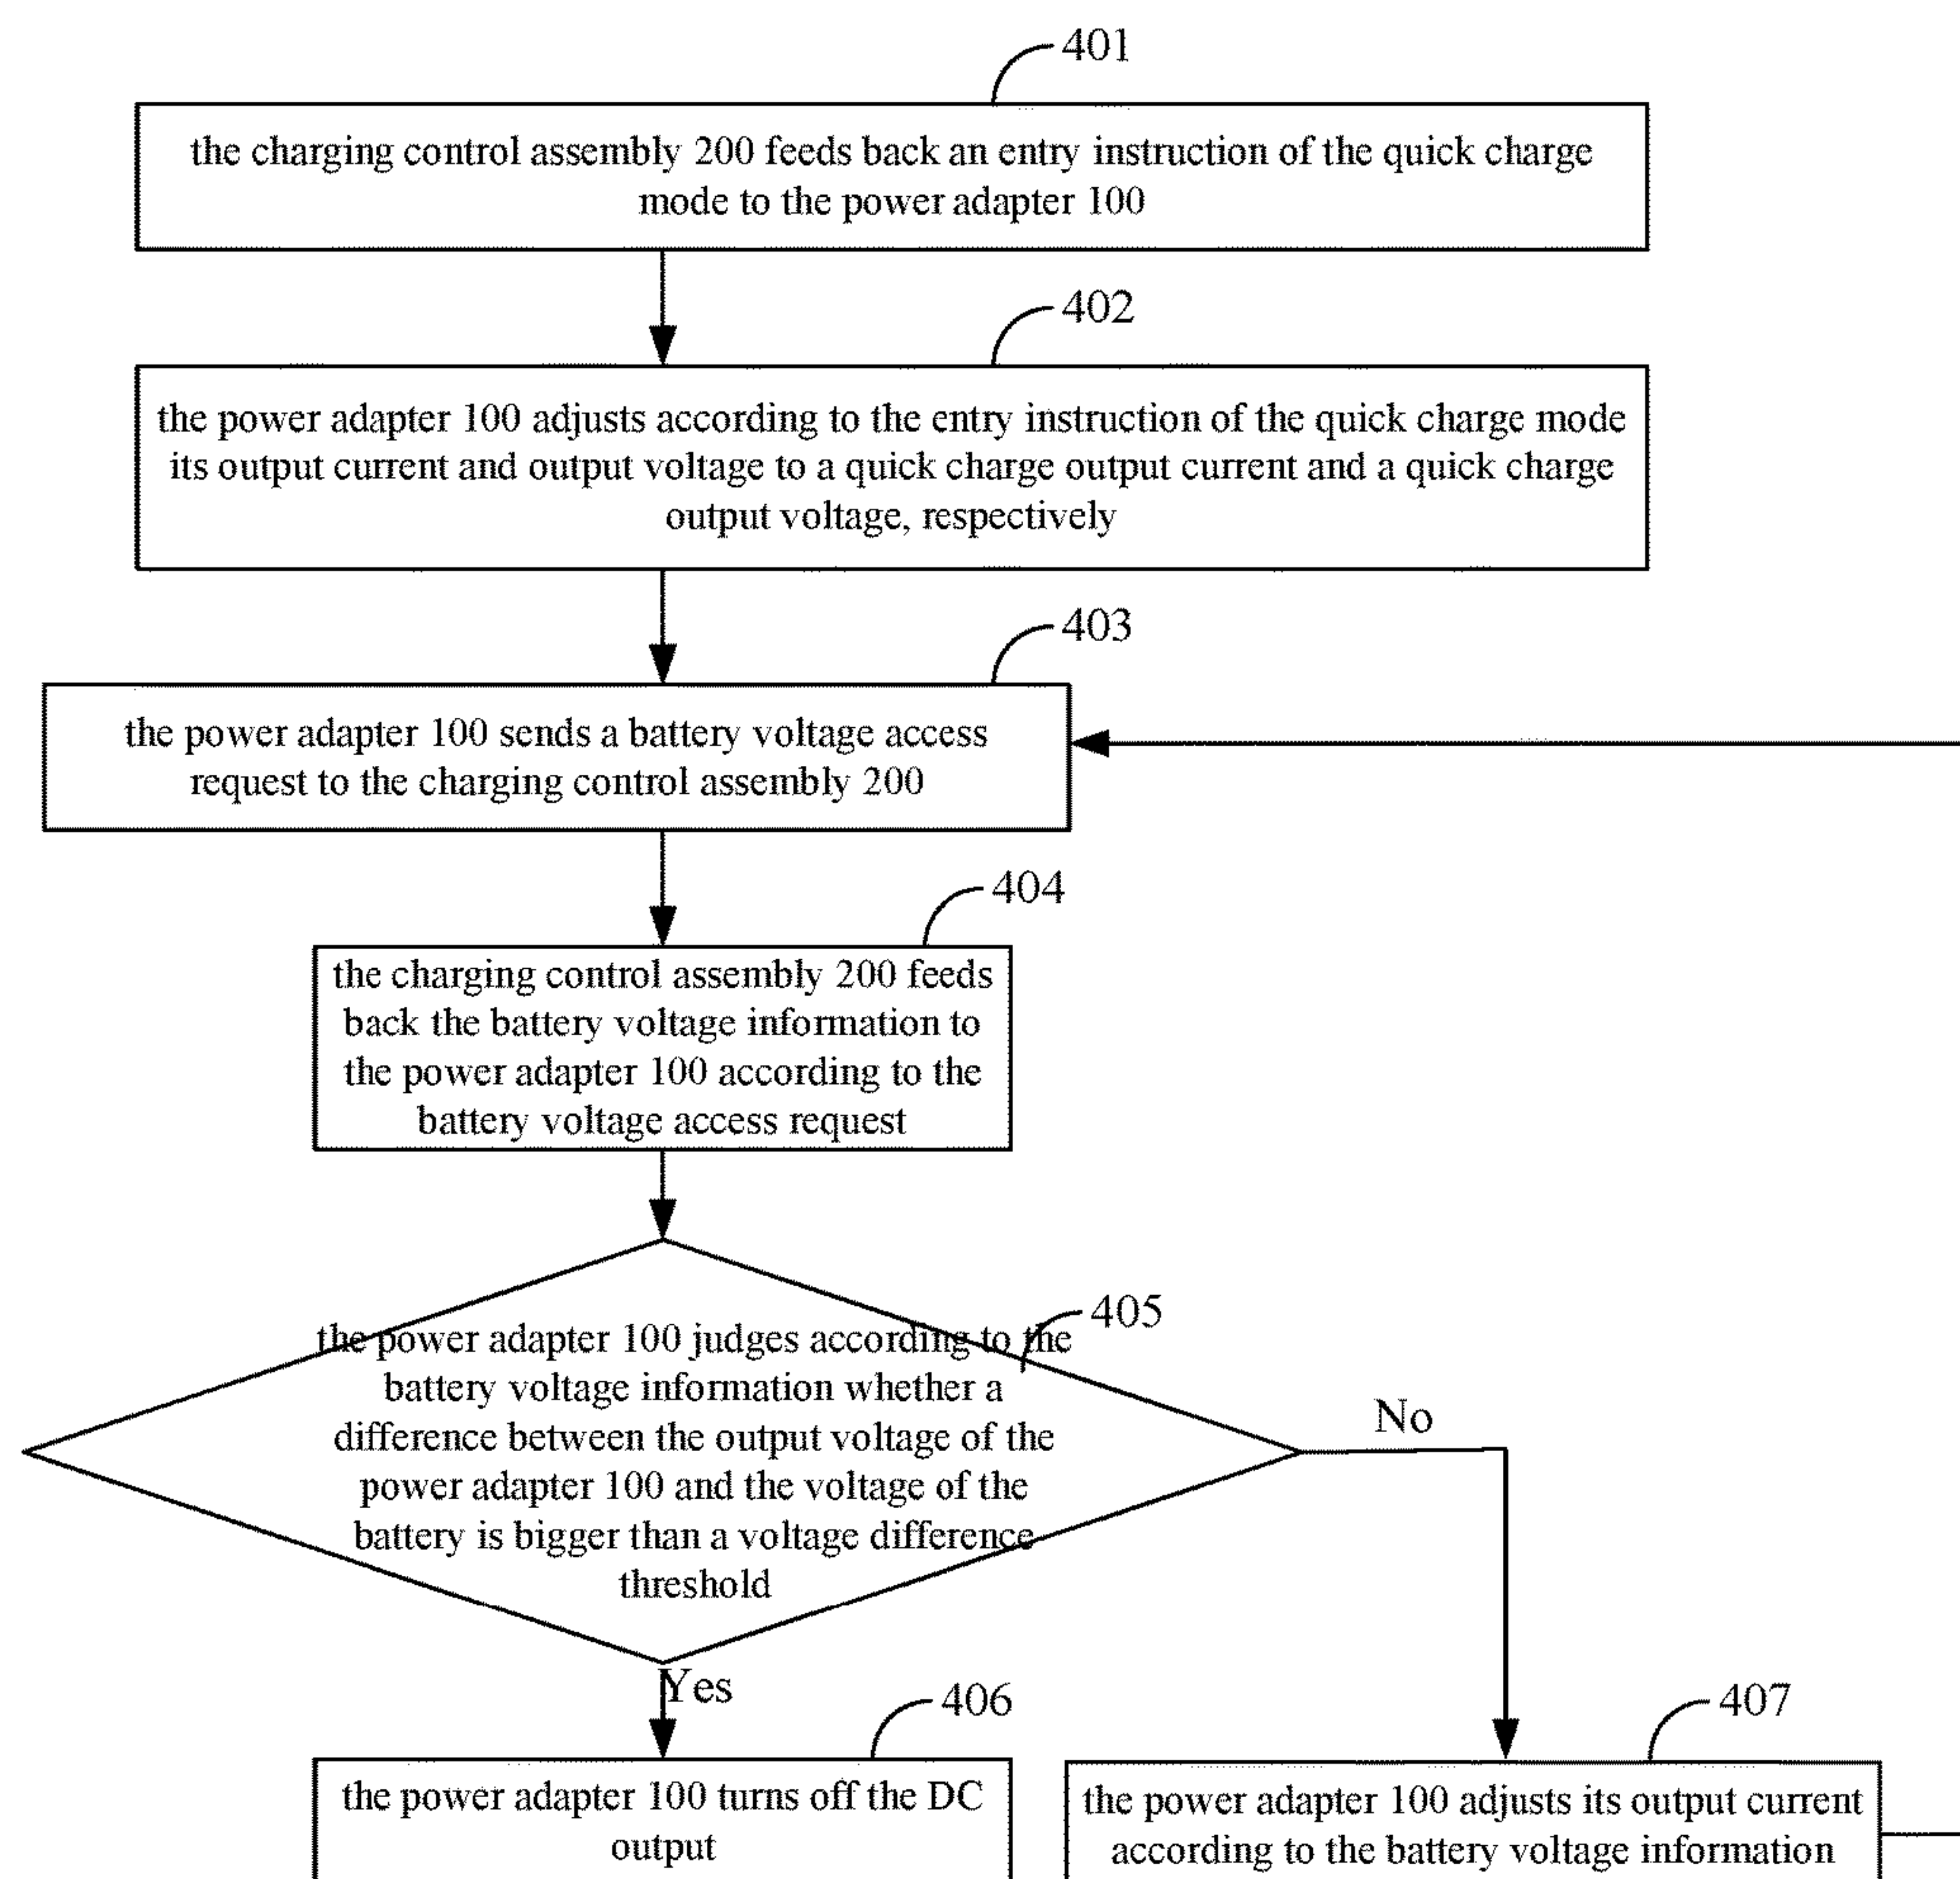 401
the charging control assembly 200 feeds back an entry instruction of the quick charge
mode to the power adapter 100
402
the power adapter 100 adjusts according to the entry instruction of the quick charge mode
its output current and output voltage to a quick charge output current and a quick charge
output voltage, respectively
403
the power adapter 100 sends a battery voltage access
request to the charging control assembly 200
404
the charging control assembly 200 feeds
back the battery voltage information to
the power adapter 100 according to the
battery voltage access request
405
the power adapter 100 judges according to the
battery voltage information whether a
difference between the output voltage of the
power adapter 100 and the voltage of the
battery is bigger than a voltage difference
threshold
No
Yes
406
the power adapter 100 turns off the DC
output
407
the power adapter 100 adjusts its output current
according to the battery voltage information